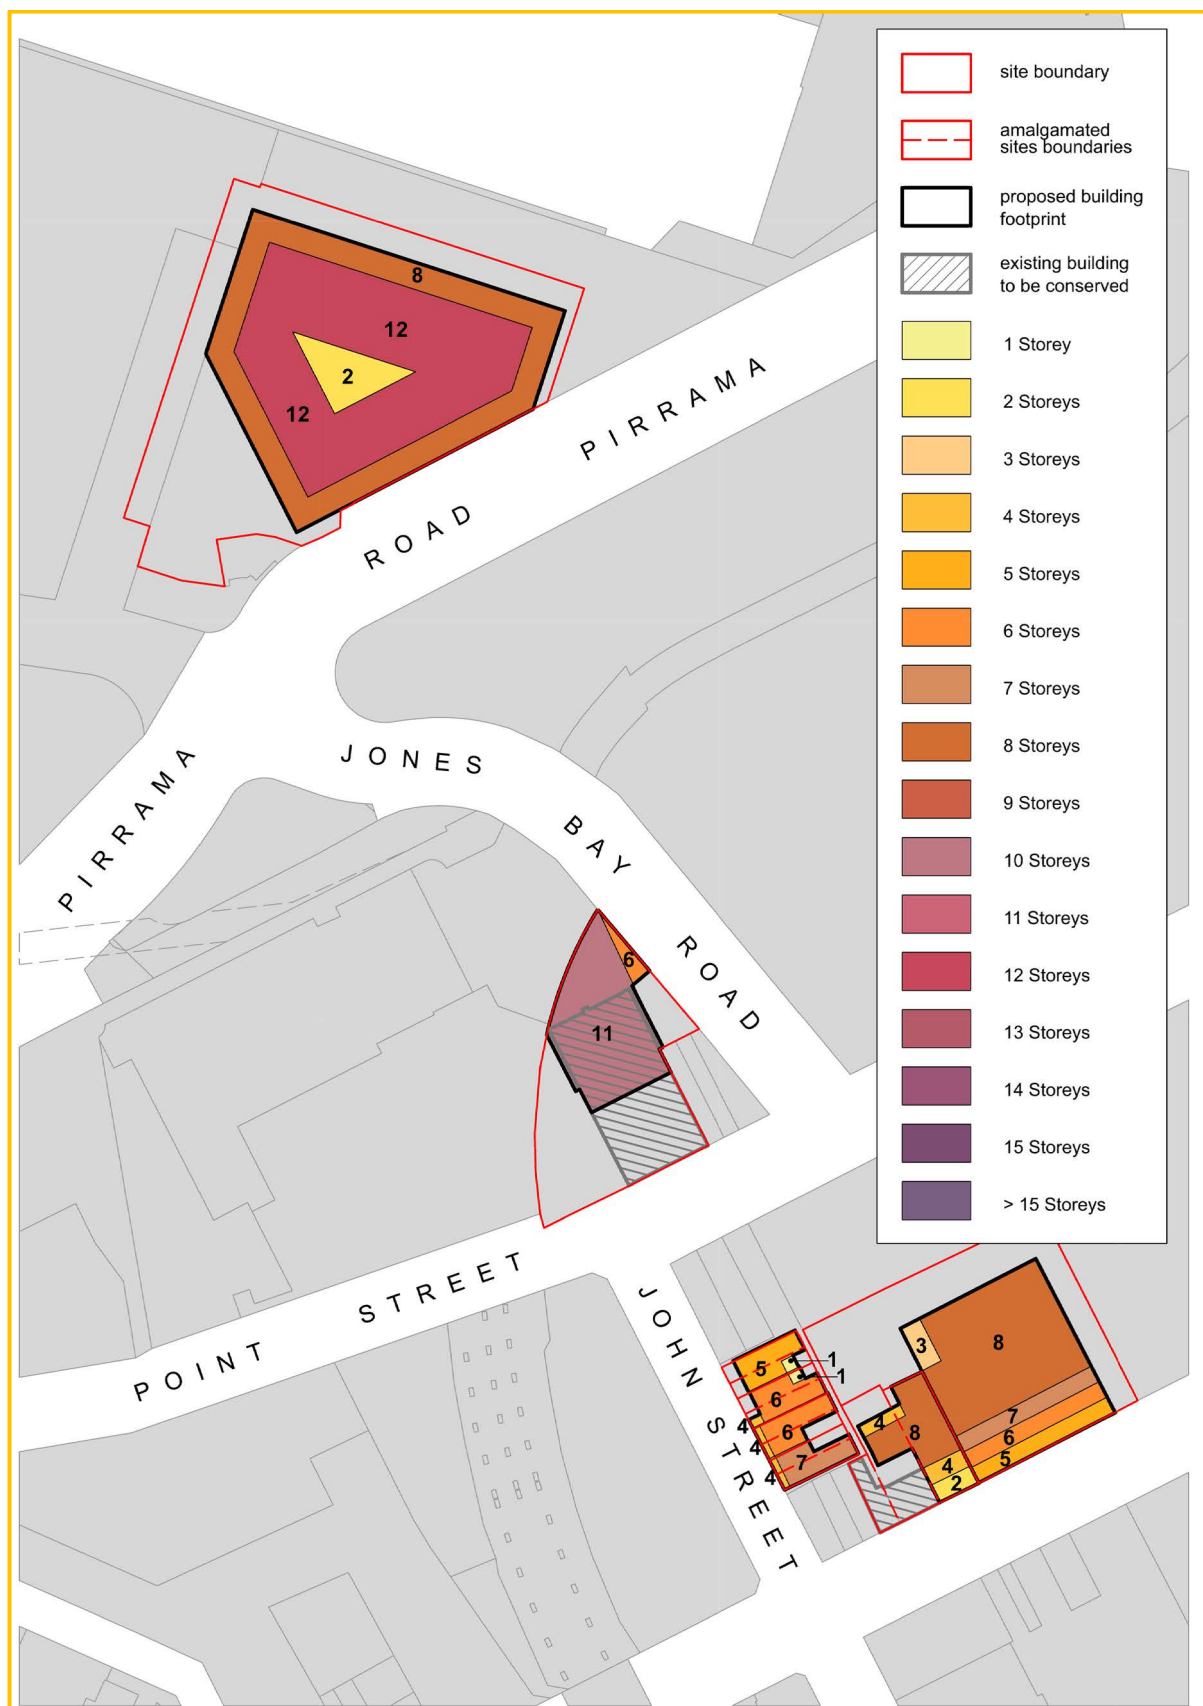 site boundary
amalgamated
sites boundaries
proposed building
footprint
existing building
to be conserved
1 Storey
2 Storeys
3 Storeys
4 Storeys
5 Storeys
6 Storeys
7 Storeys
8 Storeys
9 Storeys
10 Storeys
11 Storeys
12 Storeys
13 Storeys
14 Storeys
15 Storeys
> 15 Storeys
8
12
2
12
PIRRAMA
ROAD
JONES
BAY
ROAD
PIRRAMA
6
11
POINT STREET
JOHN STREET
5
1
1
6
4
6
4
7
4
3
8
4
8
7
6
5
4
2